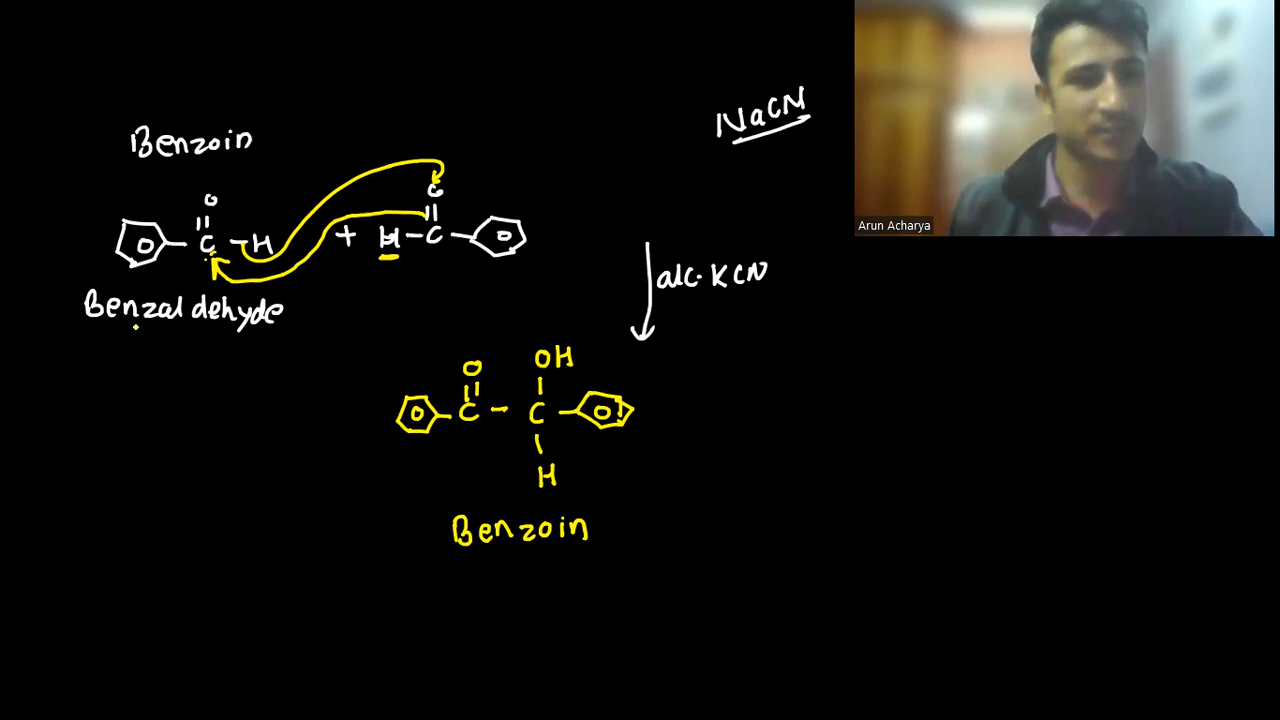 NaCN
Benzoin
O
O
C - H + H - C
Benzaldehyde
alc. KCN
O OH
C - C
H
Benzoin
Arun Acharya